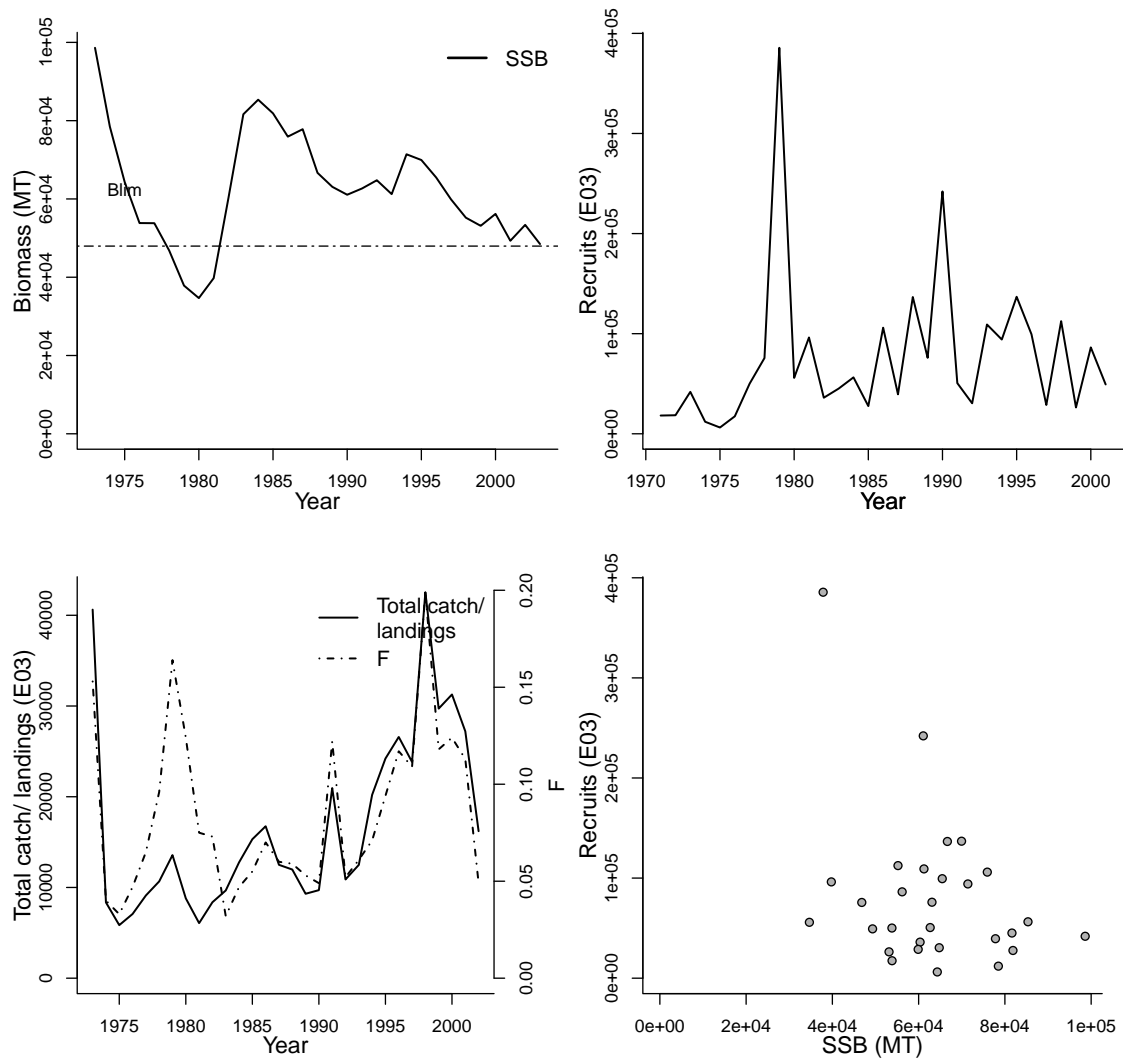 Biomass (MT)
0e+00 2e+04 4e+04 6e+04 8e+04 1e+05
SSB
Blim
1975 1980 1985 1990 1995 2000
Year
Recruits (E03)
0e+00 1e+05 2e+05 3e+05 4e+05
1970 1975 1980 1985 1990 1995 2000
Year
Total catch/ landings (E03)
0 10000 20000 30000 40000
Total catch/
landings
F
0.00 0.05 0.10 0.15 0.20
F
1975 1980 1985 1990 1995 2000
Year
Recruits (E03)
0e+00 1e+05 2e+05 3e+05 4e+05
0e+00 2e+04 4e+04 6e+04 8e+04 1e+05
SSB (MT)